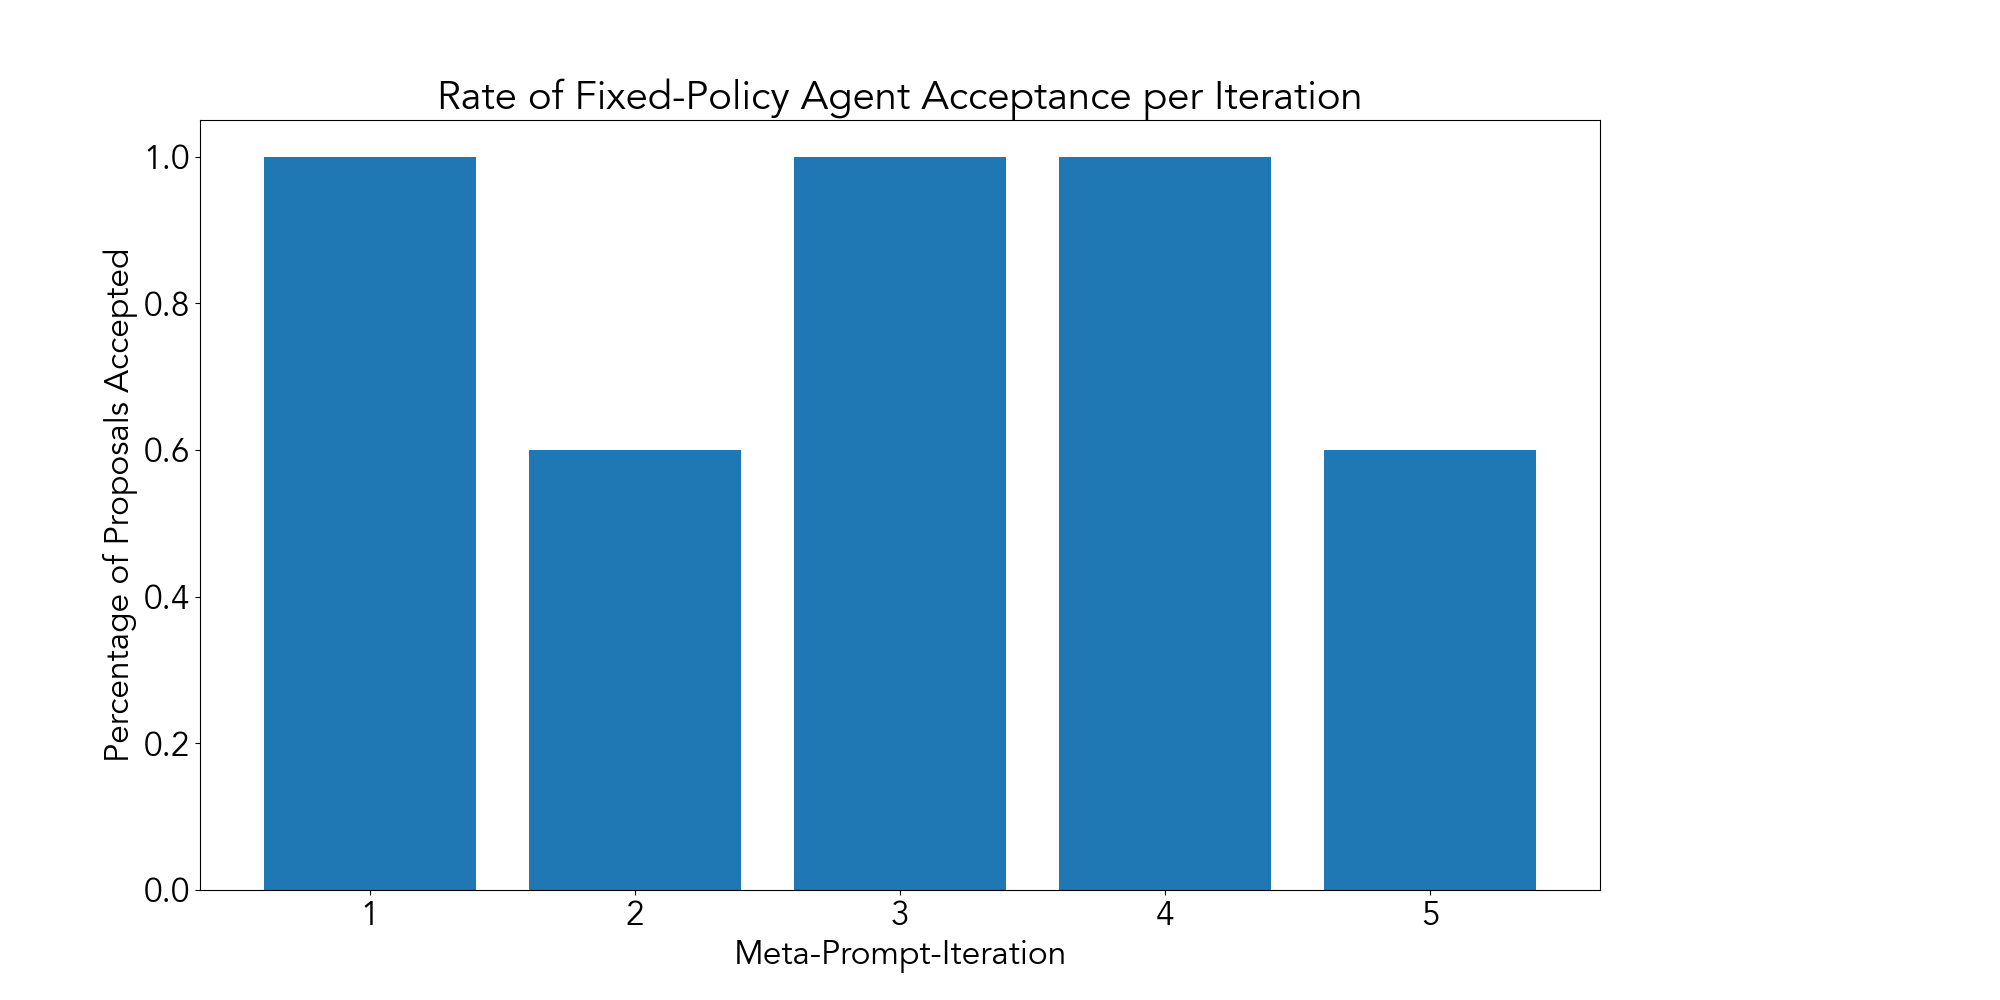 Rate of Fixed-Policy Agent Acceptance per Iteration
Percentage of Proposals Accepted
1.0
0.8
0.6
0.4
0.2
0.0
1 2 3 4 5
Meta-Prompt-Iteration